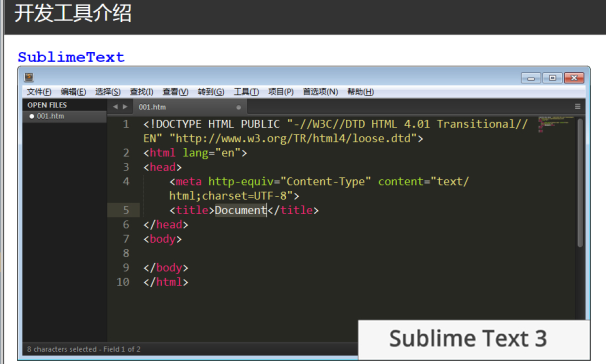 开发工具介绍
SublimeText
文件(F) 编辑(E) 选择(S) 查找(I) 查看(V) 转到(G) 工具(T) 项目(P) 首选项(N) 帮助(H)
OPEN FILES
001.htm
001.htm
1 <!DOCTYPE HTML PUBLIC "-//W3C//DTD HTML 4.01 Transitional//
EN" "http://www.w3.org/TR/html4/loose.dtd">
2 <html lang="en">
3 <head>
4 <meta http-equiv="Content-Type" content="text/
html;charset=UTF-8">
5 <title>Document</title>
6 </head>
7 <body>
8
9 </body>
10 </html>
8 characters selected - Field 1 of 2
Sublime Text 3